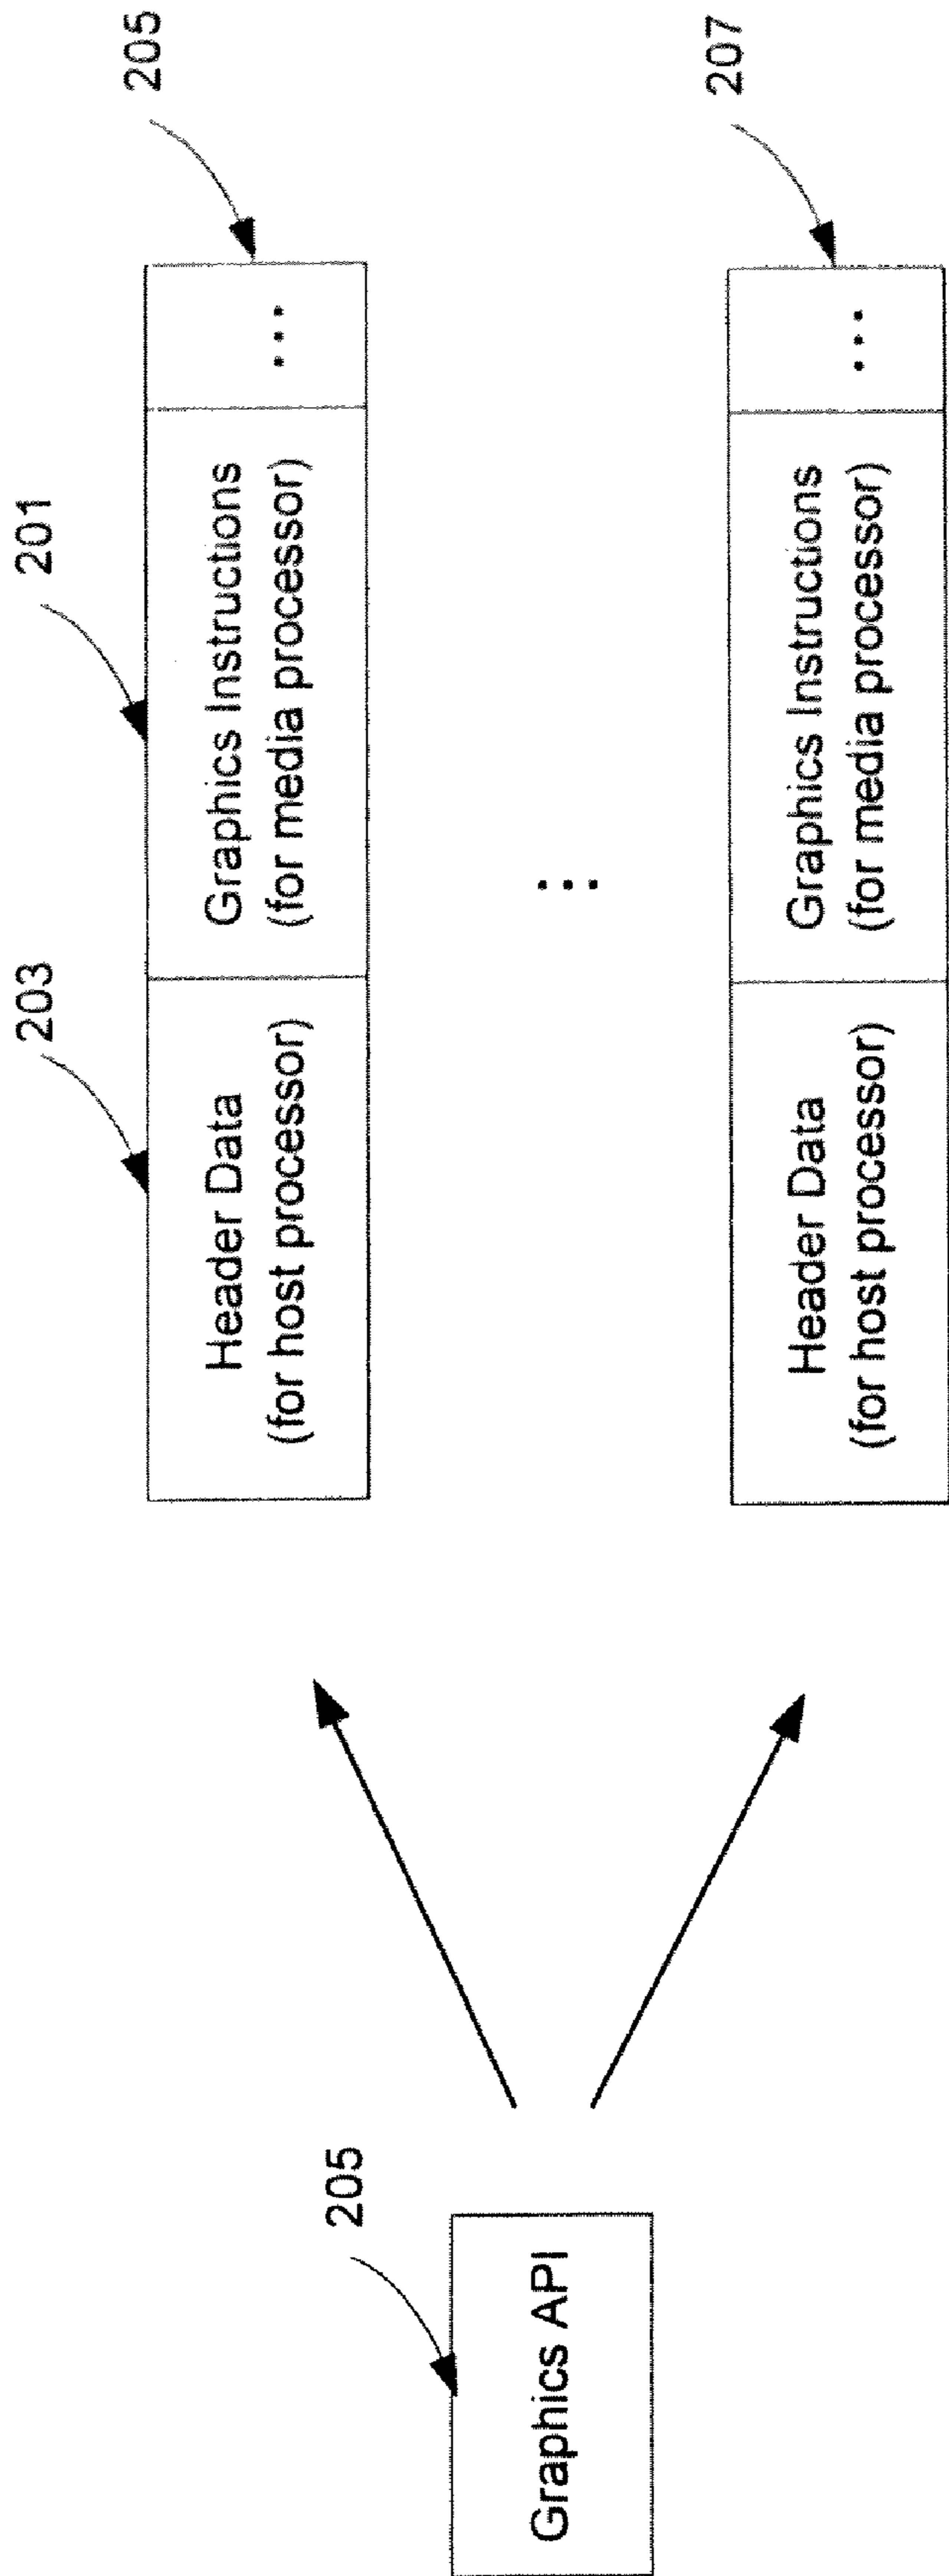 205
Graphics API
203
201
205
Header Data
(for host processor)
Graphics Instructions
(for media processor)
...
...
207
Header Data
(for host processor)
Graphics Instructions
(for media processor)
...